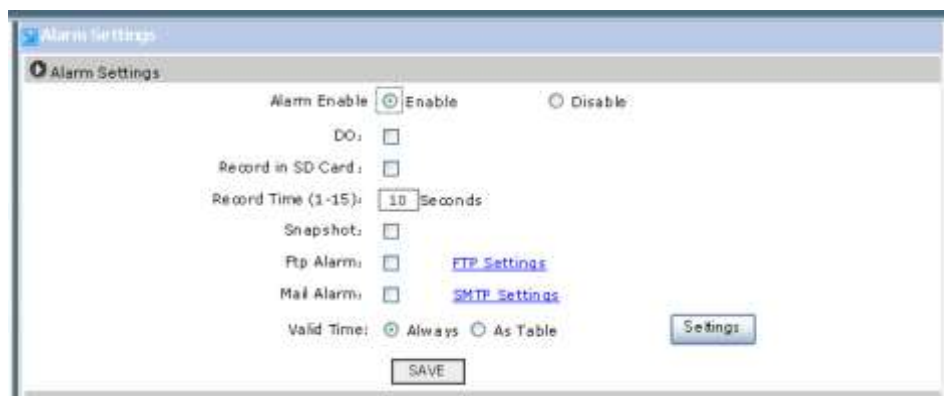 Alarm Settings
Alarm Settings
Alarm Enable Enable Disable
DO:
Record in SD Card:
Record Time (1-15): 10 Seconds
Snapshot:
Ftp Alarm: FTP Settings
Mail Alarm: SMTP Settings
Valid Time: Always As Table Settings
SAVE